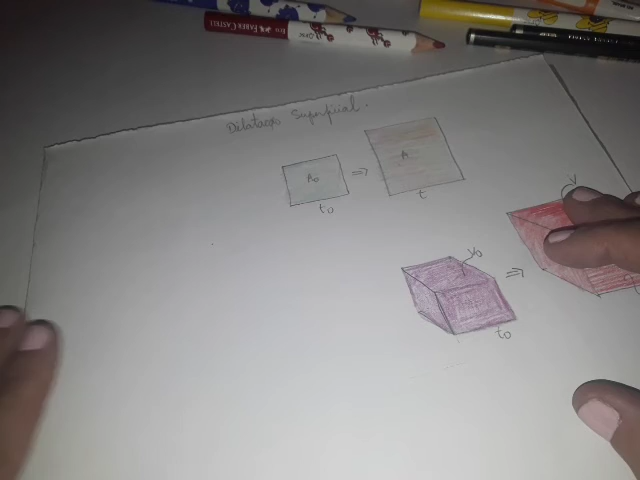 FABER CASTELL
Dilatação Superficial.
A₀ ⇒ A
t₀ t
V₀ ⇒ V
t₀